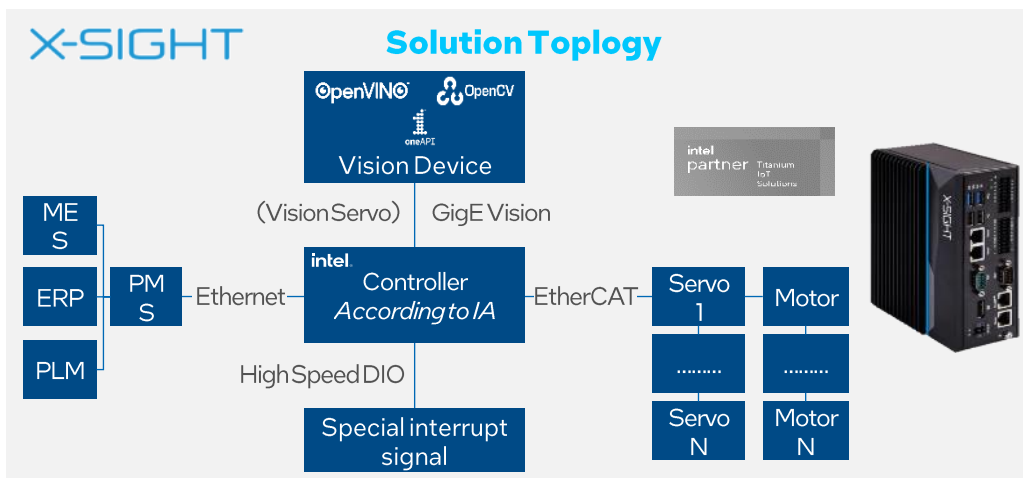 X-SIGHT
Solution Toplogy
OpenVINO
OpenCV
oneAPI
Vision Device
(Vision Servo)
GigE Vision
intel
partner
Titanium
IoT
Solutions
ME
S
ERP
PLM
PM
S
Ethernet
intel.
Controller
According to IA
EtherCAT
Servo
1
Motor
.........
.........
Servo
N
Motor
N
High Speed DIO
Special interrupt
signal
X-SIGHT